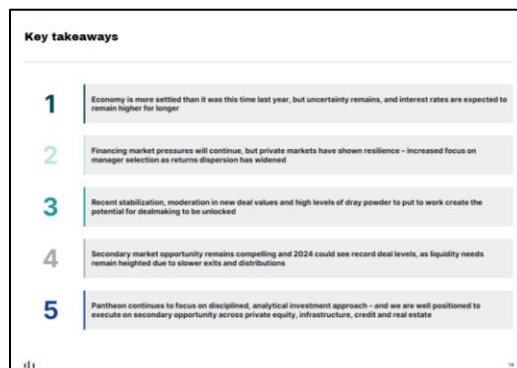 Key takeaways
1
Economy is more settled than it was this time last year, but uncertainty remains, and interest rates are expected to
remain higher for longer
2
Financing market pressures will continue, but private markets have shown resilience – increased focus on
manager selection as returns dispersion has widened
3
Recent stabilization, moderation in new deal values and high levels of dray powder to put to work create the
potential for dealmaking to be unlocked
4
Secondary market opportunity remains compelling and 2024 could see record deal levels, as liquidity needs
remain heighted due to slower exits and distributions
5
Pantheon continues to focus on disciplined, analytical investment approach – and we are well positioned to
execute on secondary opportunity across private equity, infrastructure, credit and real estate